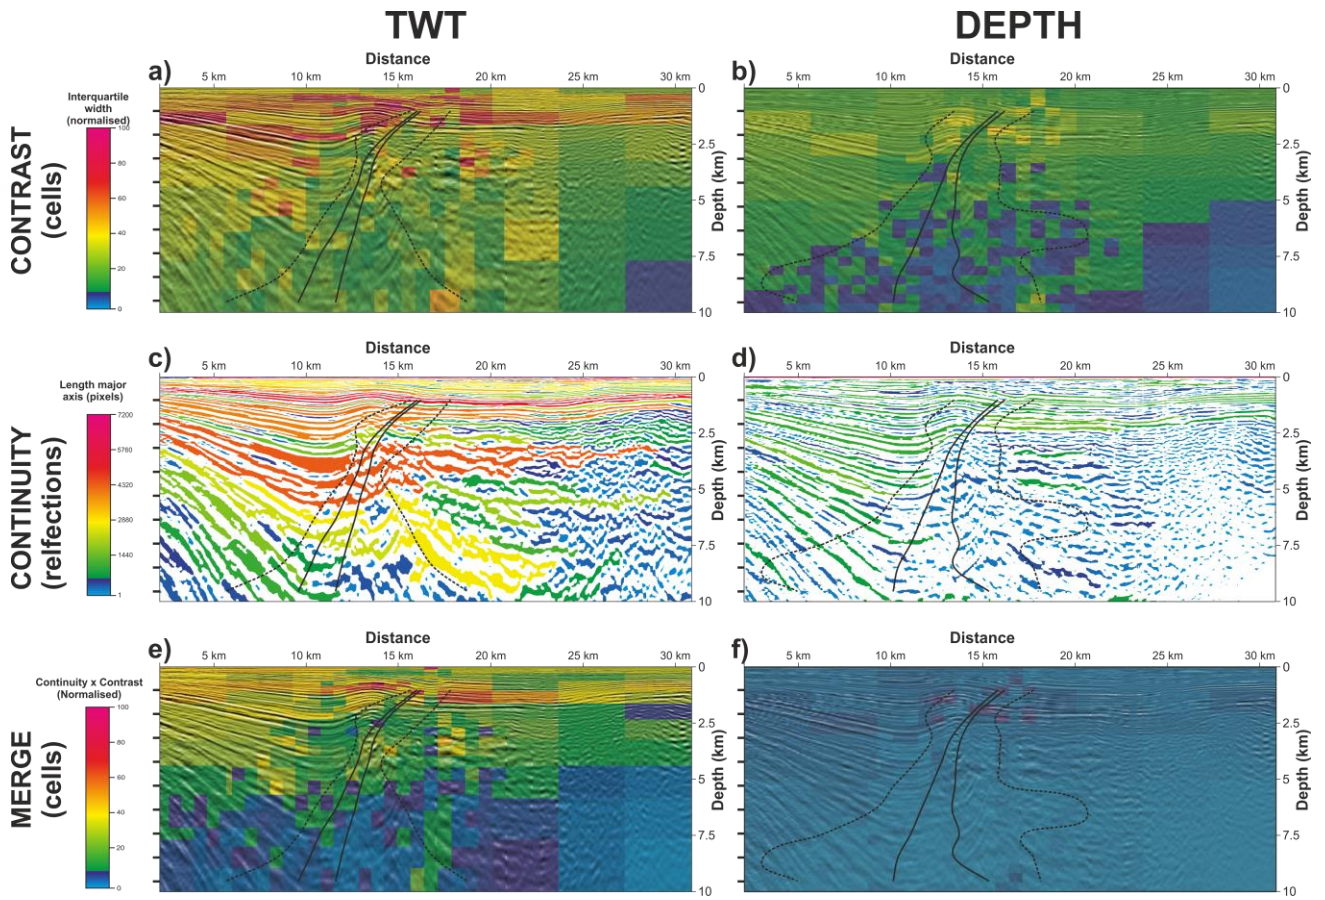 TWT
DEPTH
CONTRAST
(cells)
Interquartile
width
(normalised)
100
80
60
40
20
0
a)
Distance
5 km
10 km
15 km
20 km
25 km
30 km
0
2.5
5
7.5
10
Depth (km)
b)
Distance
5 km
10 km
15 km
20 km
25 km
30 km
0
2.5
5
7.5
10
Depth (km)
CONTINUITY
(relfections)
Length major
axis (pixels)
7200
5760
4320
2880
1440
1
c)
Distance
5 km
10 km
15 km
20 km
25 km
30 km
0
2.5
5
7.5
10
Depth (km)
d)
Distance
5 km
10 km
15 km
20 km
25 km
30 km
0
2.5
5
7.5
10
Depth (km)
MERGE
(cells)
Continuity x Contrast
(Normalised)
100
80
60
40
20
0
e)
Distance
5 km
10 km
15 km
20 km
25 km
30 km
0
2.5
5
7.5
10
Depth (km)
f)
Distance
5 km
10 km
15 km
20 km
25 km
30 km
0
2.5
5
7.5
10
Depth (km)